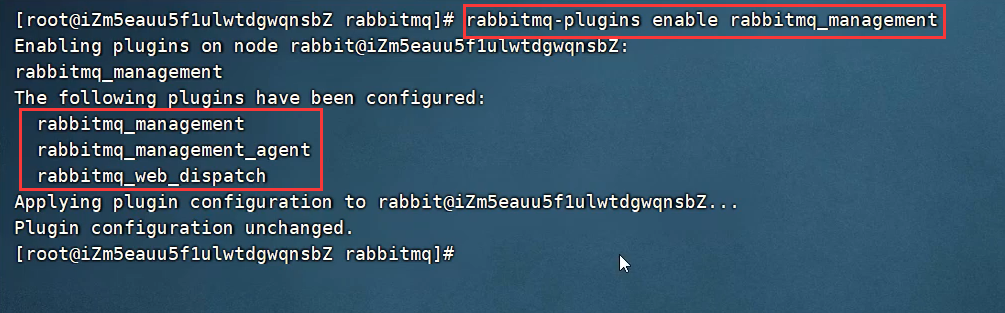 [root@iZm5eauu5f1ulwtdgwqnsbZ rabbitmq]# rabbitmq-plugins enable rabbitmq_management
Enabling plugins on node rabbit@iZm5eauu5f1ulwtdgwqnsbZ:
rabbitmq_management
The following plugins have been configured:
  rabbitmq_management
  rabbitmq_management_agent
  rabbitmq_web_dispatch
Applying plugin configuration to rabbit@iZm5eauu5f1ulwtdgwqnsbZ...
Plugin configuration unchanged.
[root@iZm5eauu5f1ulwtdgwqnsbZ rabbitmq]#